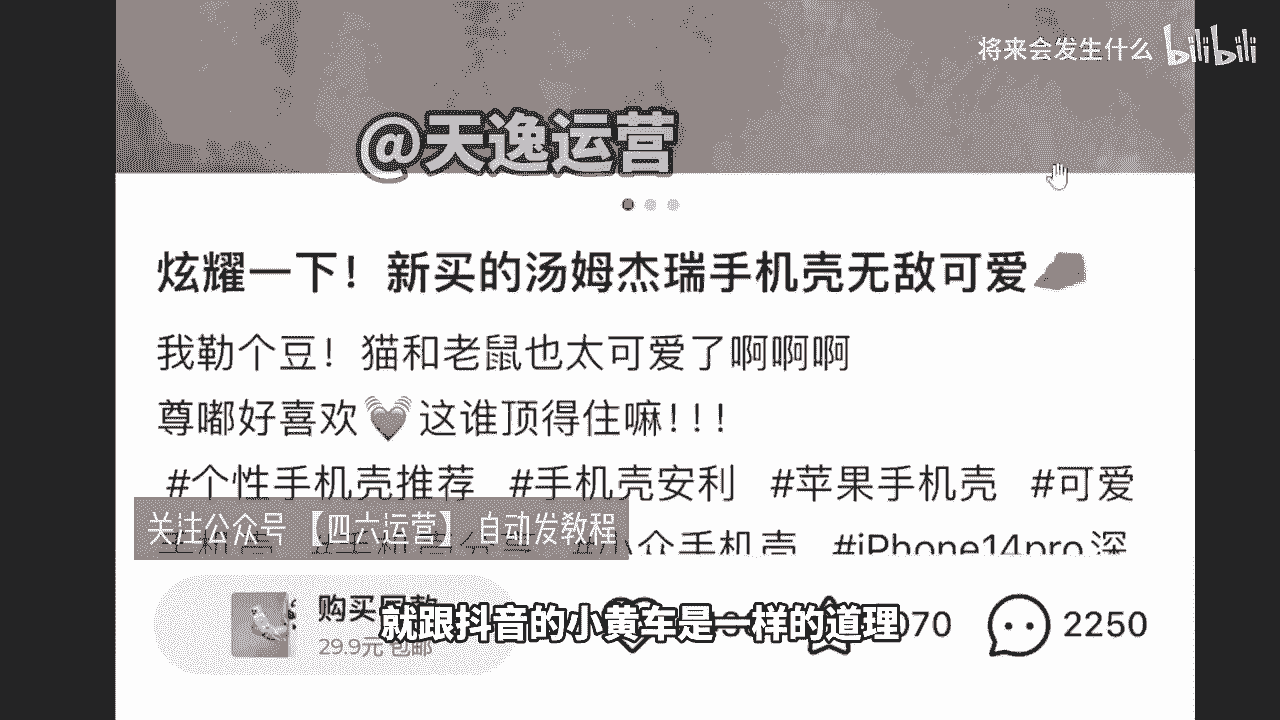 将来会发生什么 bilibili
@天逸运营
炫耀一下！新买的汤姆杰瑞手机壳无敌可爱
我勒个豆！猫和老鼠也太可爱了啊啊啊
尊嘟好喜欢💓这谁顶得住嘛！！！
#个性手机壳推荐 #手机壳安利 #苹果手机壳 #可爱
关注公众号【四六运营】自动发教程
小众手机壳 #iPhone14pro深
购买同款
就跟抖音的小黄车是一样的道理
070
2250
29.9元 包邮